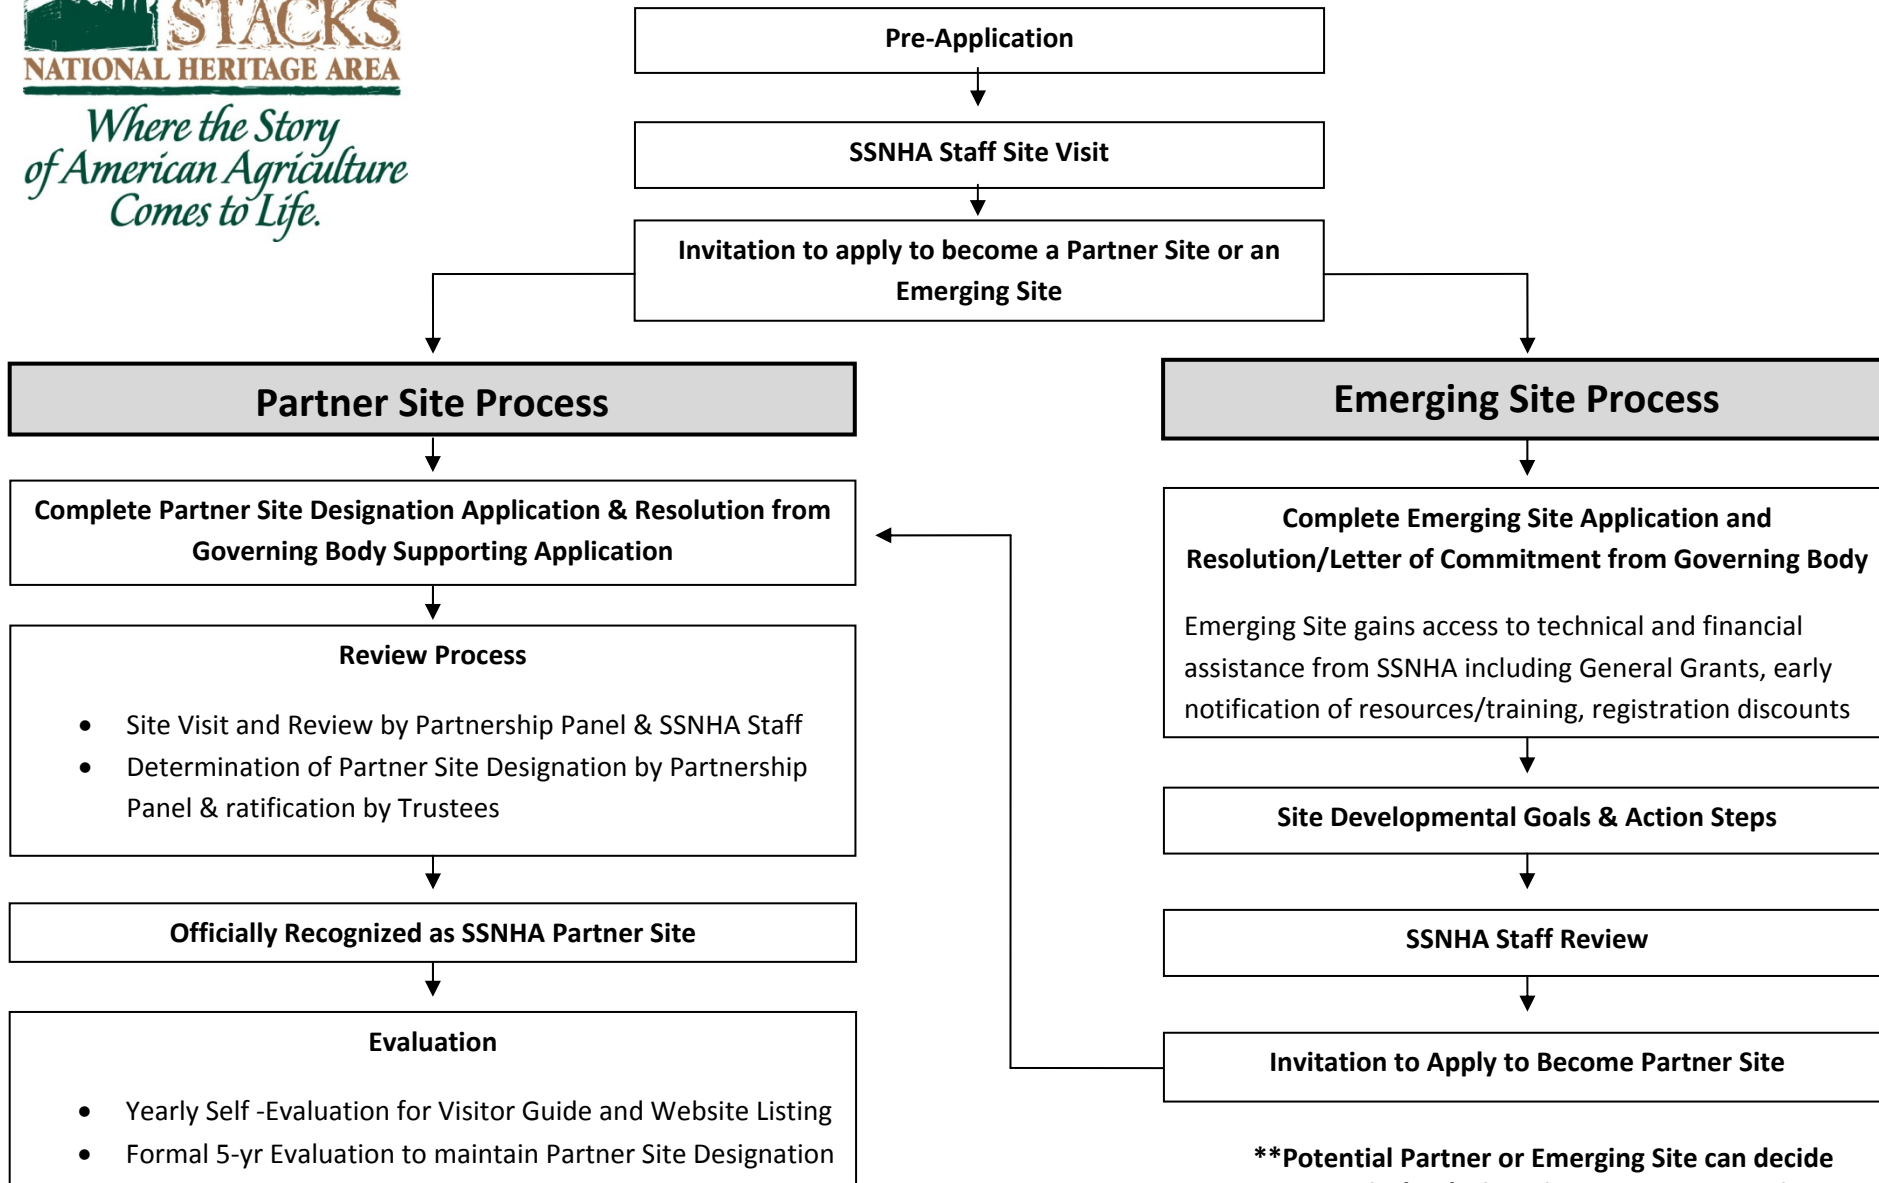 STACKS
NATIONAL HERITAGE AREA
Where the Story
of American Agriculture
Comes to Life.
Pre-Application
SSNHA Staff Site Visit
Invitation to apply to become a Partner Site or an
Emerging Site
Partner Site Process
Complete Partner Site Designation Application & Resolution from
Governing Body Supporting Application
Review Process
• Site Visit and Review by Partnership Panel & SSNHA Staff
• Determination of Partner Site Designation by Partnership
Panel & ratification by Trustees
Officially Recognized as SSNHA Partner Site
Evaluation
• Yearly Self -Evaluation for Visitor Guide and Website Listing
• Formal 5-yr Evaluation to maintain Partner Site Designation
Emerging Site Process
Complete Emerging Site Application and
Resolution/Letter of Commitment from Governing Body
Emerging Site gains access to technical and financial
assistance from SSNHA including General Grants, early
notification of resources/training, registration discounts
Site Developmental Goals & Action Steps
SSNHA Staff Review
Invitation to Apply to Become Partner Site
**Potential Partner or Emerging Site can decide